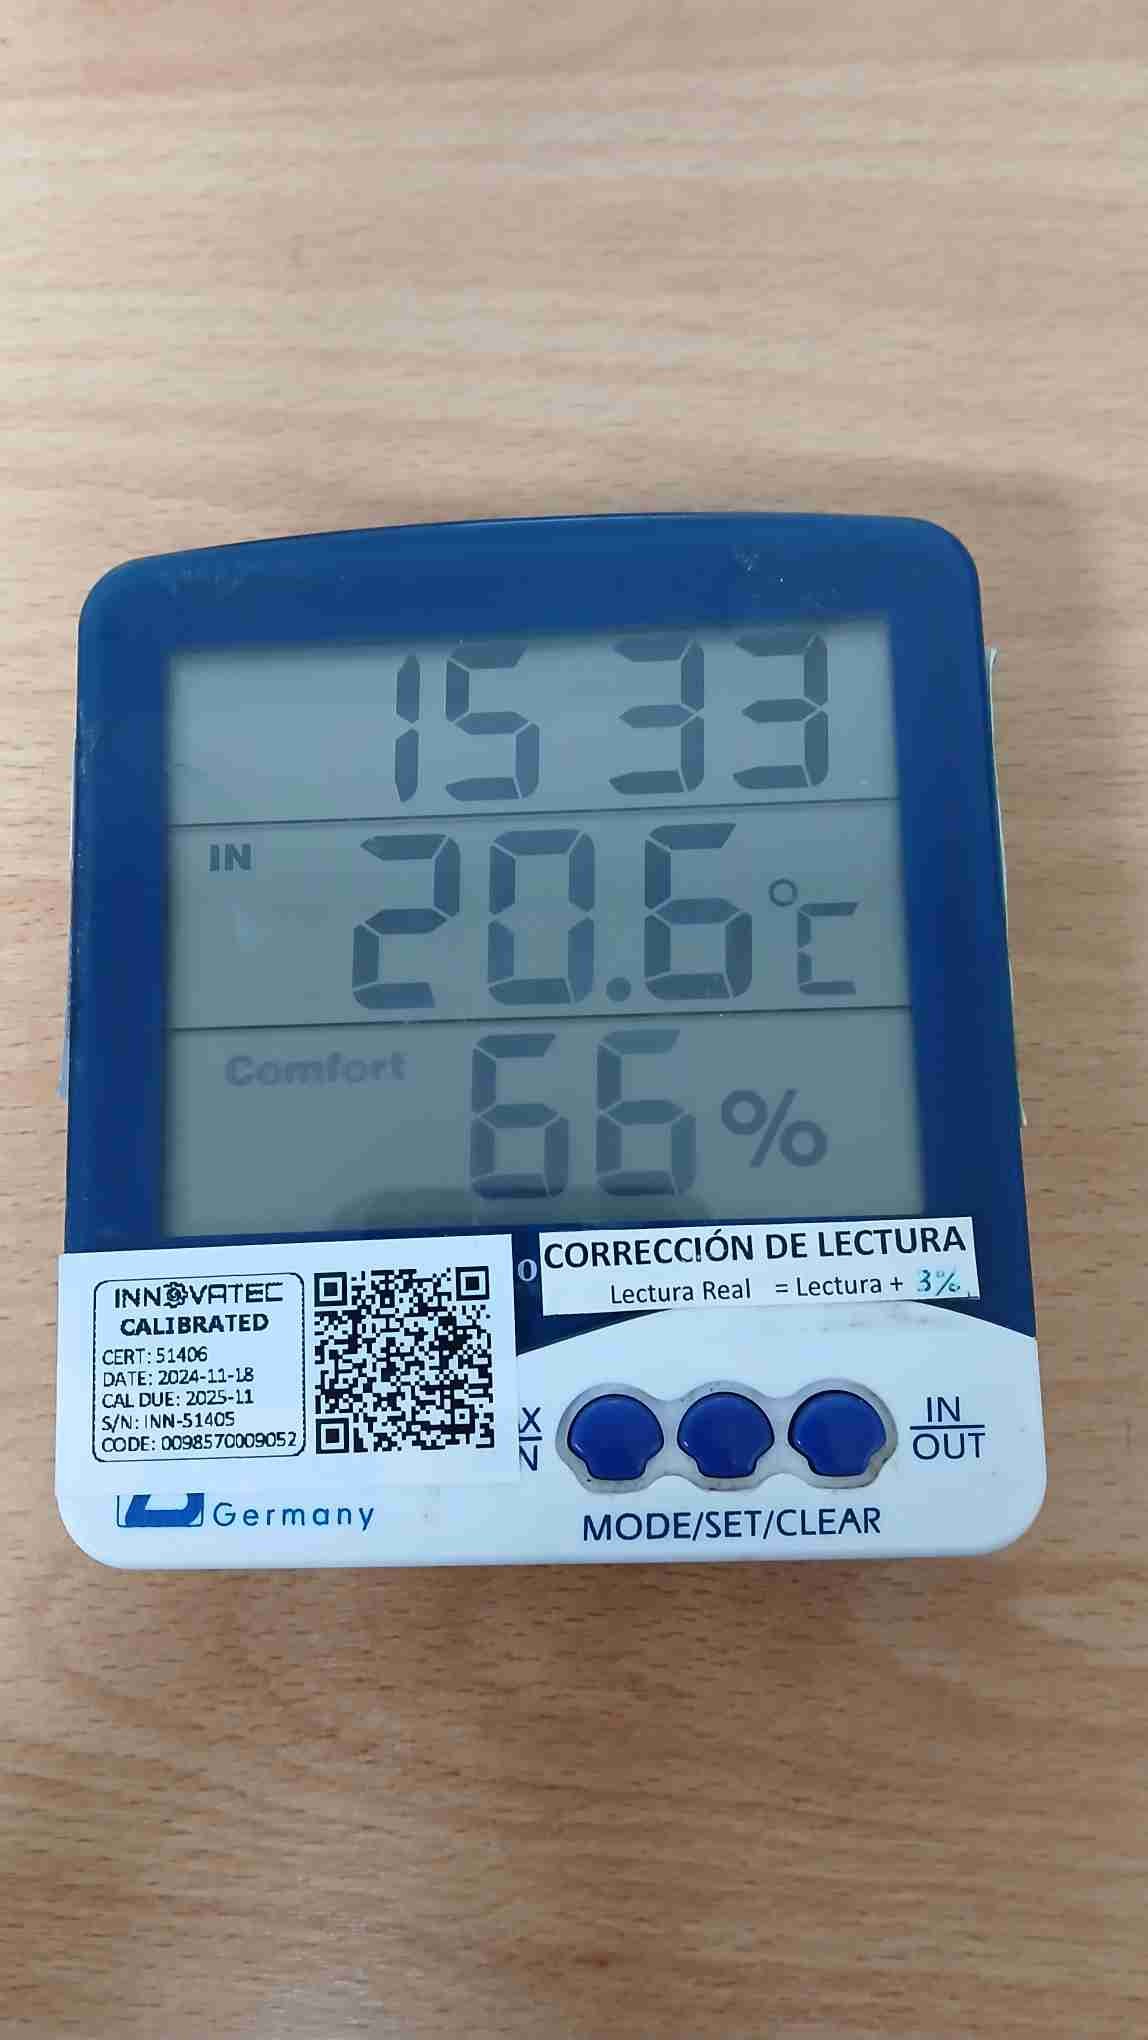 15 33
IN
20.6 °C
Comfort 66 %
CORRECCIÓN DE LECTURA
Lectura Real = Lectura + 3%
INNOVATEC
CALIBRATED
CERT: 51406
DATE: 2024-11-18
CAL DUE: 2025-11
S/N: INN-51405
CODE: 0098570009052
IN
OUT
Germany
MODE/SET/CLEAR